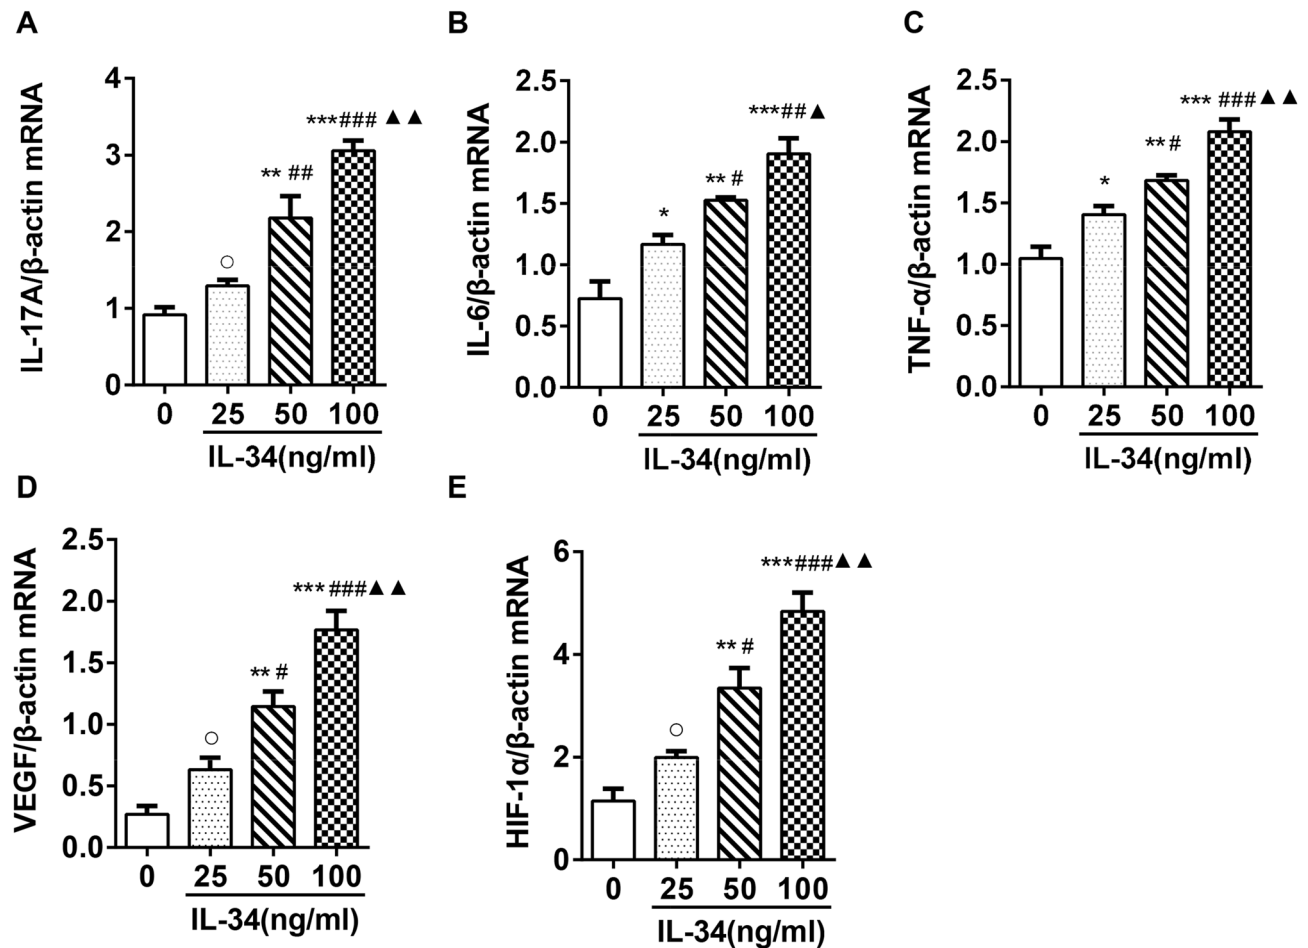 A
IL-17A/β-actin mRNA
4
3
2
1
0
○
** ##
***### ▲ ▲
0 25 50 100
IL-34(ng/ml)
B
IL-6/β-actin mRNA
2.5
2.0
1.5
1.0
0.5
0.0
*
** #
***##▲
0 25 50 100
IL-34(ng/ml)
C
TNF-α/β-actin mRNA
2.5
2.0
1.5
1.0
0.5
0.0
*
** #
*** ###▲ ▲
0 25 50 100
IL-34(ng/ml)
D
VEGF/β-actin mRNA
2.5
2.0
1.5
1.0
0.5
0.0
○
** #
*** ###▲ ▲
0 25 50 100
IL-34(ng/ml)
E
HIF-1α/β-actin mRNA
6
4
2
0
○
** #
***###▲ ▲
0 25 50 100
IL-34(ng/ml)